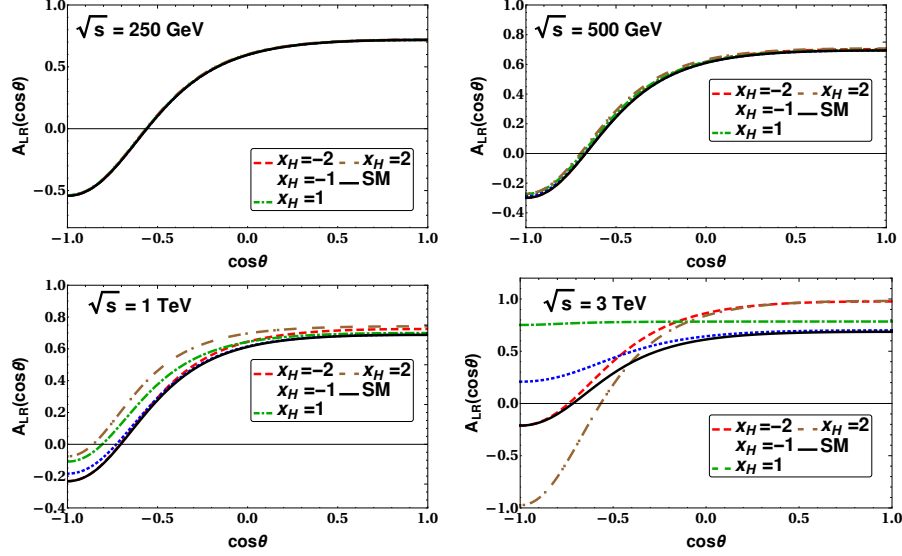 √s = 250 GeV
A_LR(cosθ)
1.0
0.5
0.0
−0.5
x_H=-2 x_H=2
x_H=-1 SM
x_H=1
−1.0 −0.5 0.0 0.5 1.0
cosθ
√s = 500 GeV
A_LR(cosθ)
1.0
0.8
0.6
0.4
0.2
0.0
−0.2
−0.4
x_H=-2 x_H=2
x_H=-1 SM
x_H=1
−1.0 −0.5 0.0 0.5 1.0
cosθ
√s = 1 TeV
A_LR(cosθ)
1.0
0.8
0.6
0.4
0.2
0.0
−0.2
−0.4
x_H=-2 x_H=2
x_H=-1 SM
x_H=1
−1.0 −0.5 0.0 0.5 1.0
cosθ
√s = 3 TeV
A_LR(cosθ)
1.0
0.5
0.0
−0.5
−1.0
x_H=-2 x_H=2
x_H=-1 SM
x_H=1
−1.0 −0.5 0.0 0.5 1.0
cosθ